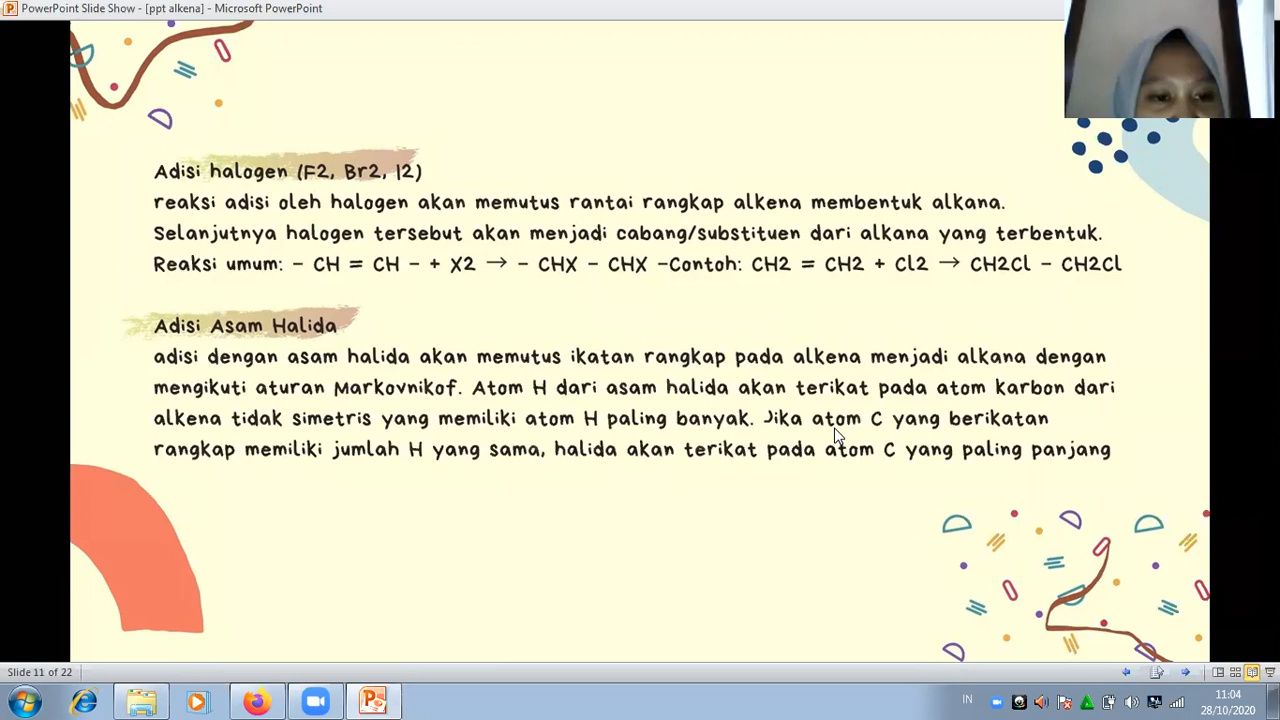 PowerPoint Slide Show - [ppt alkena] - Microsoft PowerPoint
Adisi halogen (F2, Br2, I2)
reaksi adisi oleh halogen akan memutus rantai rangkap alkena membentuk alkana.
Selanjutnya halogen tersebut akan menjadi cabang/substituen dari alkana yang terbentuk.
Reaksi umum: - CH = CH - + X2 → - CHX - CHX -Contoh: CH2 = CH2 + Cl2 → CH2Cl - CH2Cl
Adisi Asam Halida
adisi dengan asam halida akan memutus ikatan rangkap pada alkena menjadi alkana dengan
mengikuti aturan Markovnikof. Atom H dari asam halida akan terikat pada atom karbon dari
alkena tidak simetris yang memiliki atom H paling banyak. Jika atom C yang berikatan
rangkap memiliki jumlah H yang sama, halida akan terikat pada atom C yang paling panjang
Slide 11 of 22
IN
11:04
28/10/2020